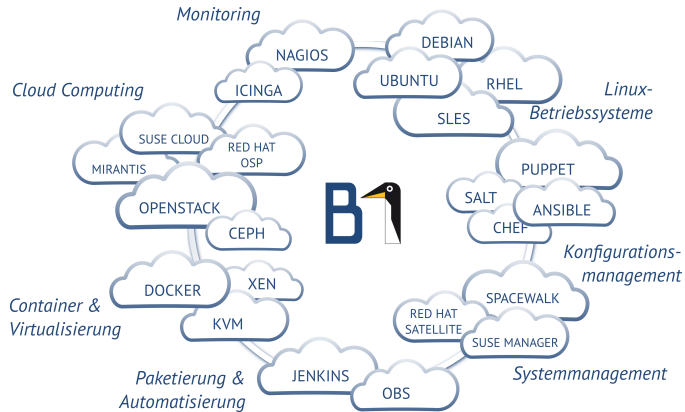 Monitoring
NAGIOS
ICINGA
DEBIAN
UBUNTU
RHEL
SLES
Linux-
Betriebssysteme
Cloud Computing
SUSE CLOUD
MIRANTIS
RED HAT
OSP
OPENSTACK
CEPH
B1
PUPPET
SALT
ANSIBLE
CHEF
Konfigurations-
management
DOCKER
XEN
KVM
Container &
Virtualisierung
SPACEWALK
RED HAT
SATELLITE
SUSE MANAGER
Systemmanagement
JENKINS
OBS
Paketierung &
Automatisierung